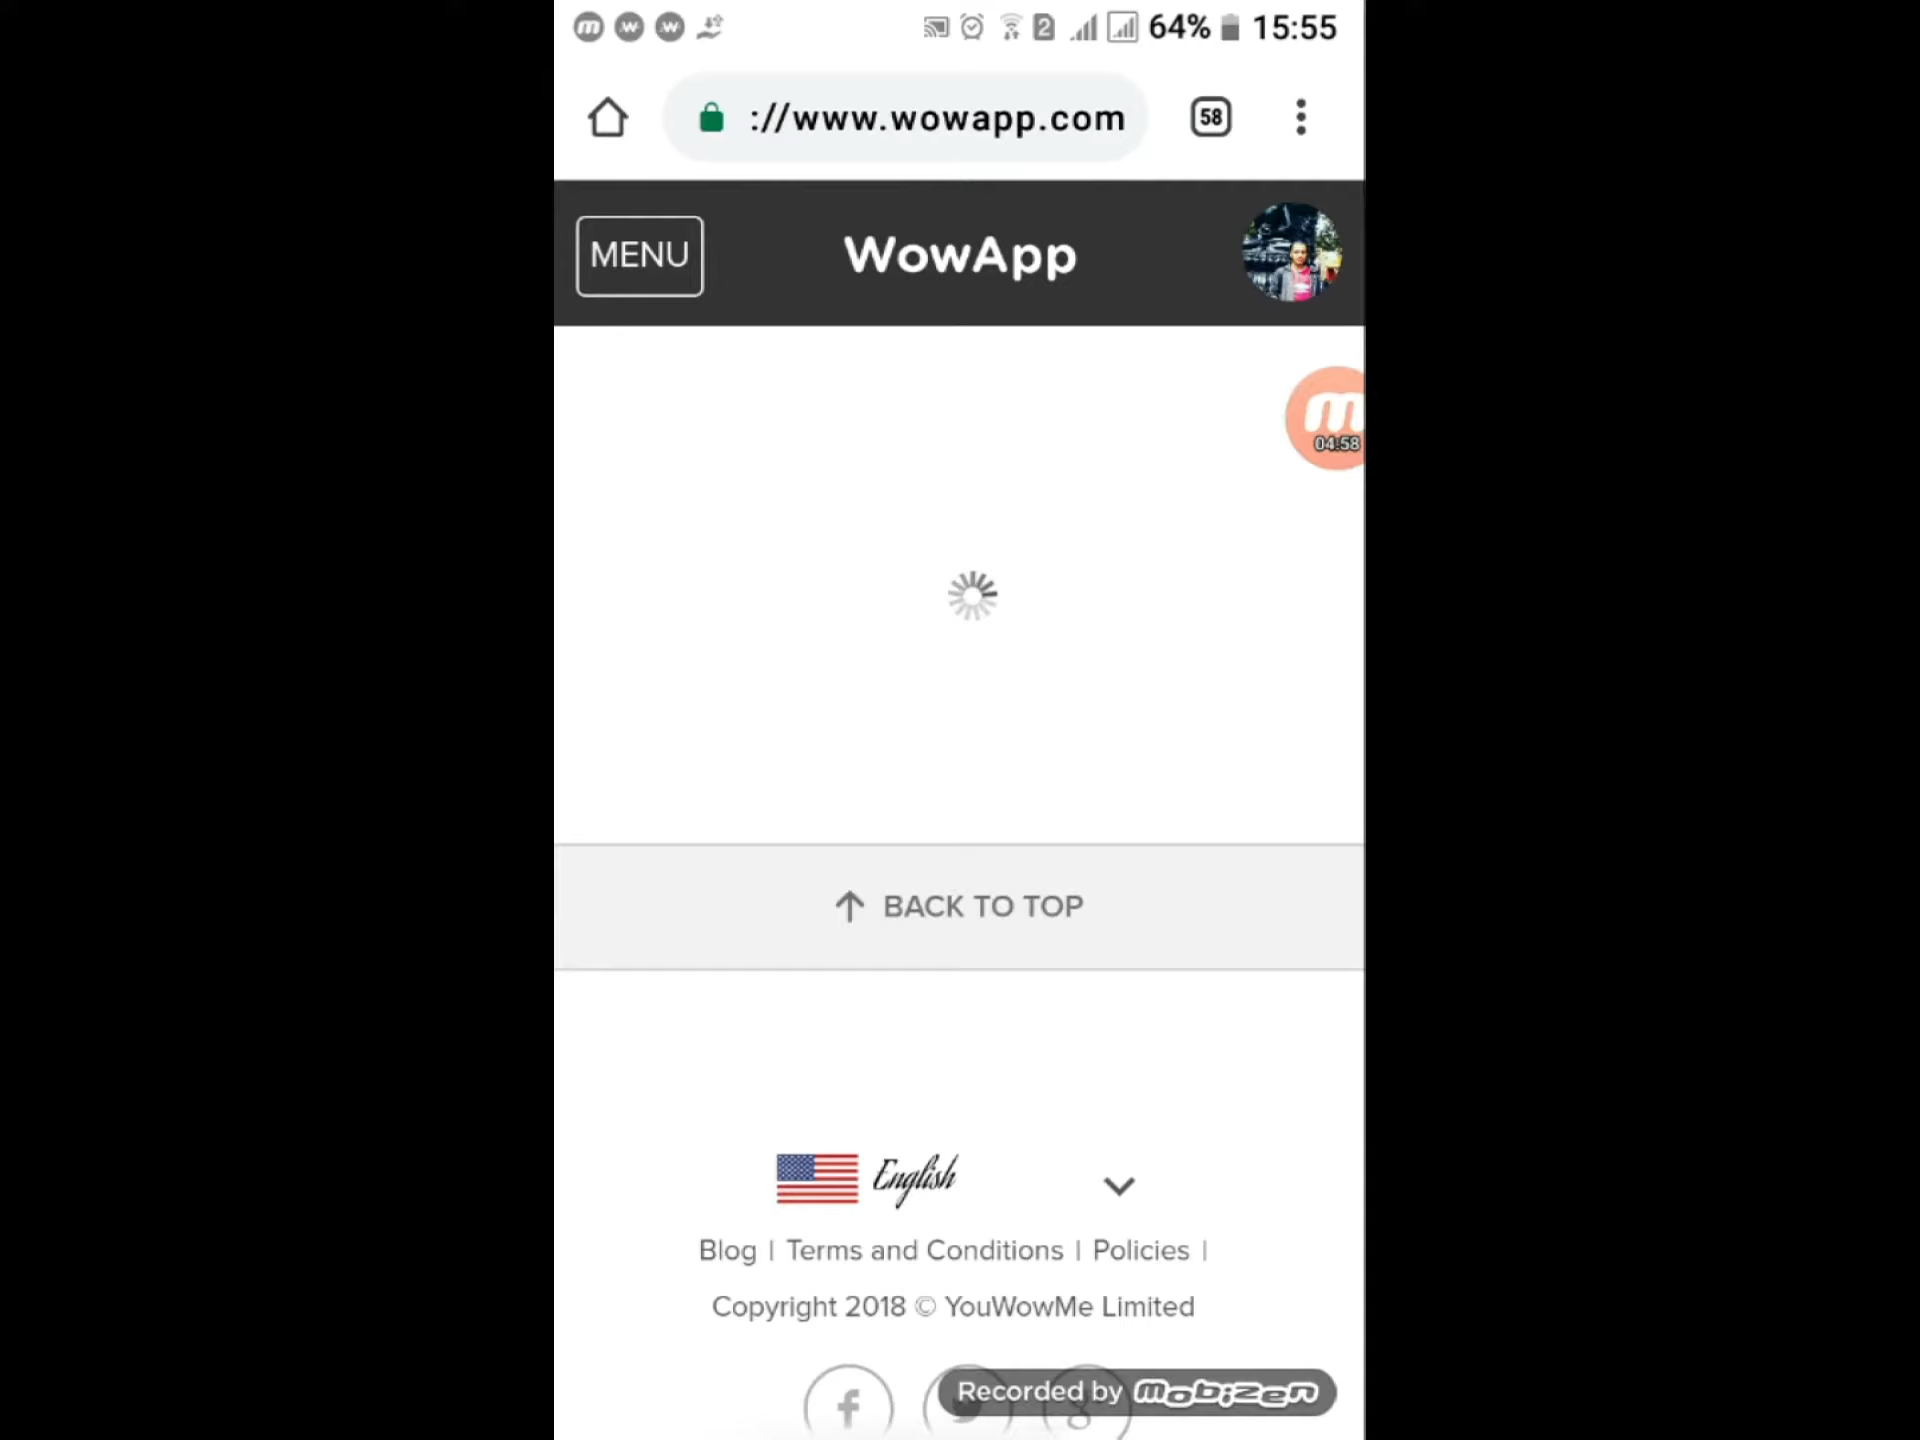 m w w 2 64% 15:55
://www.wowapp.com 58
MENU WowApp
m
04:58
BACK TO TOP
English
Blog | Terms and Conditions | Policies |
Copyright 2018 © YouWowMe Limited
f g
Recorded by mobizen